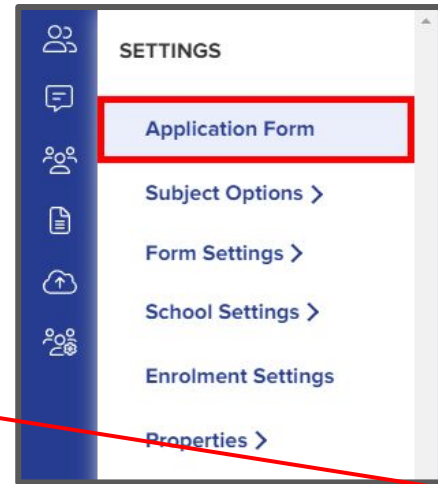 SETTINGS
Application Form
Subject Options >
Form Settings >
School Settings >
Enrolment Settings
Properties >